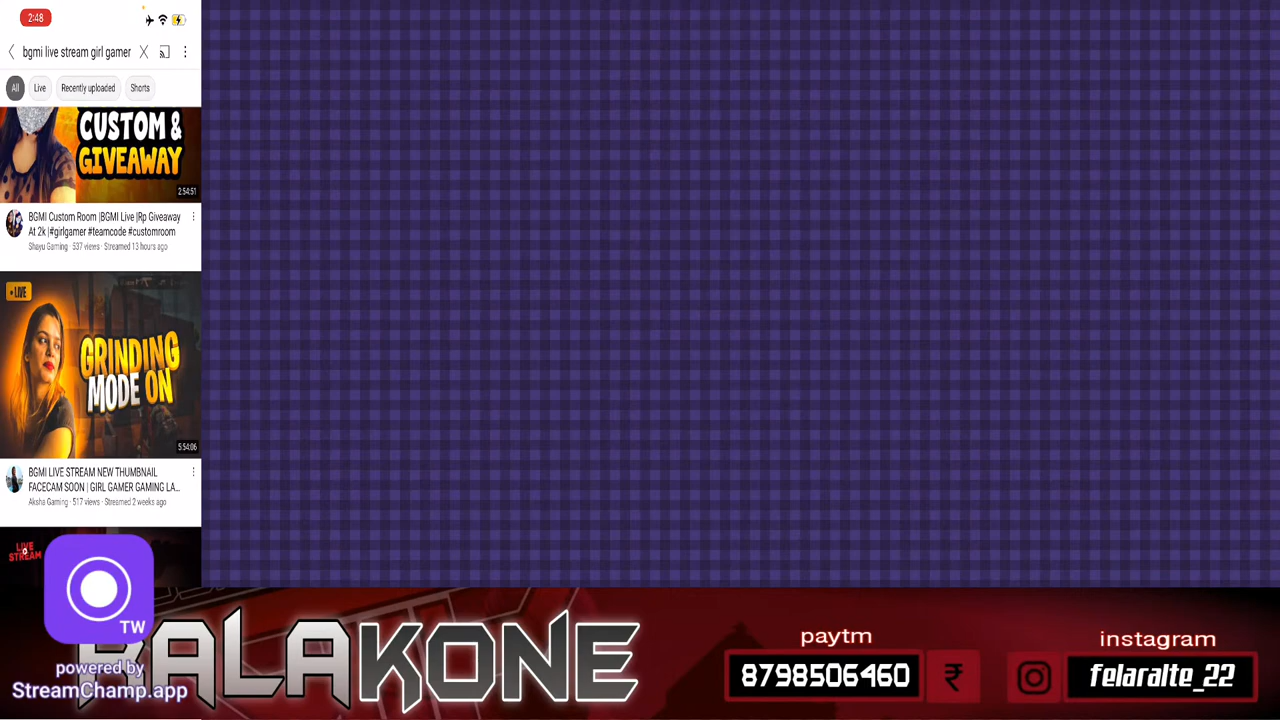 2:48
bgmi live stream girl gamer
All Live Recently uploaded Shorts
CUSTOM &
GIVEAWAY
2:54:51
BGMI Custom Room |BGMI Live |Rp Giveaway
At 2k |#girlgamer #teamcode #customroom
Shayu Gaming · 537 views · Streamed 13 hours ago
LIVE
GRINDING
MODE ON
5:54:06
BGMI LIVE STREAM NEW THUMBNAIL
FACECAM SOON | GIRL GAMER GAMING LA...
Aksha Gaming · 517 views · Streamed 2 weeks ago
LIVE
STREAM
TW
powered by
StreamChamp.app
KONE
paytm
8798506460 ₹
instagram
felaralte_22